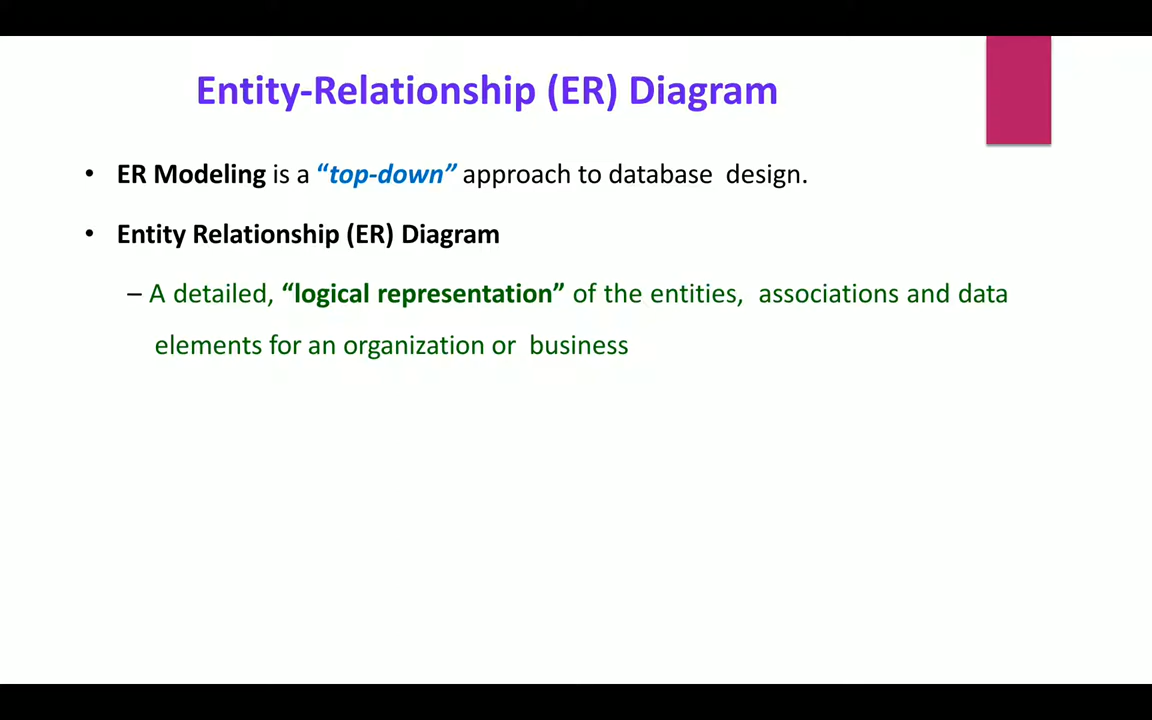 Entity-Relationship (ER) Diagram
• ER Modeling is a “top-down” approach to database design.
• Entity Relationship (ER) Diagram
– A detailed, “logical representation” of the entities, associations and data
elements for an organization or business